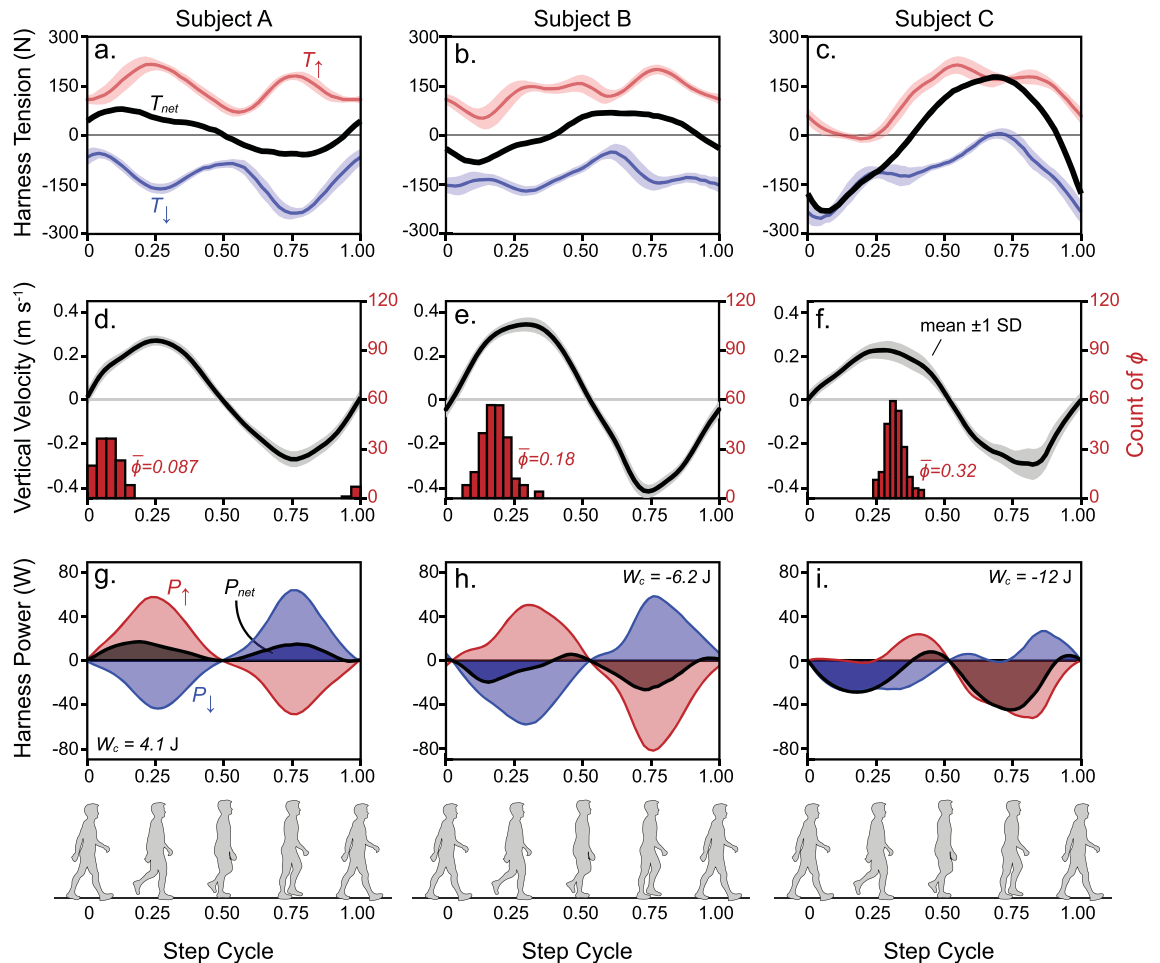 Subject A Subject B Subject C
Harness Tension (N)
300 150 0 -150 -300
a. T↑ Tnet T↓
0 0.25 0.50 0.75 1.00
300 150 0 -150 -300
b.
0 0.25 0.50 0.75 1.00
300 150 0 -150 -300
c.
0 0.25 0.50 0.75 1.00
Vertical Velocity (m s⁻¹)
0.4 0.2 0 -0.2 -0.4
d.
ϕ̅=0.087
120 90 60 30 0
0 0.25 0.50 0.75 1.00
0.4 0.2 0 -0.2 -0.4
e.
ϕ̅=0.18
120 90 60 30 0
0 0.25 0.50 0.75 1.00
0.4 0.2 0 -0.2 -0.4
f.
mean ±1 SD
ϕ̅=0.32
120 90 60 30 0
Count of ϕ
0 0.25 0.50 0.75 1.00
Harness Power (W)
80 40 0 -40 -80
g. P↑ Pnet P↓
Wc = 4.1 J
0 0.25 0.50 0.75 1.00
80 40 0 -40 -80
h.
Wc = -6.2 J
0 0.25 0.50 0.75 1.00
80 40 0 -40 -80
i.
Wc = -12 J
0 0.25 0.50 0.75 1.00
0 0.25 0.50 0.75 1.00
0 0.25 0.50 0.75 1.00
0 0.25 0.50 0.75 1.00
Step Cycle Step Cycle Step Cycle